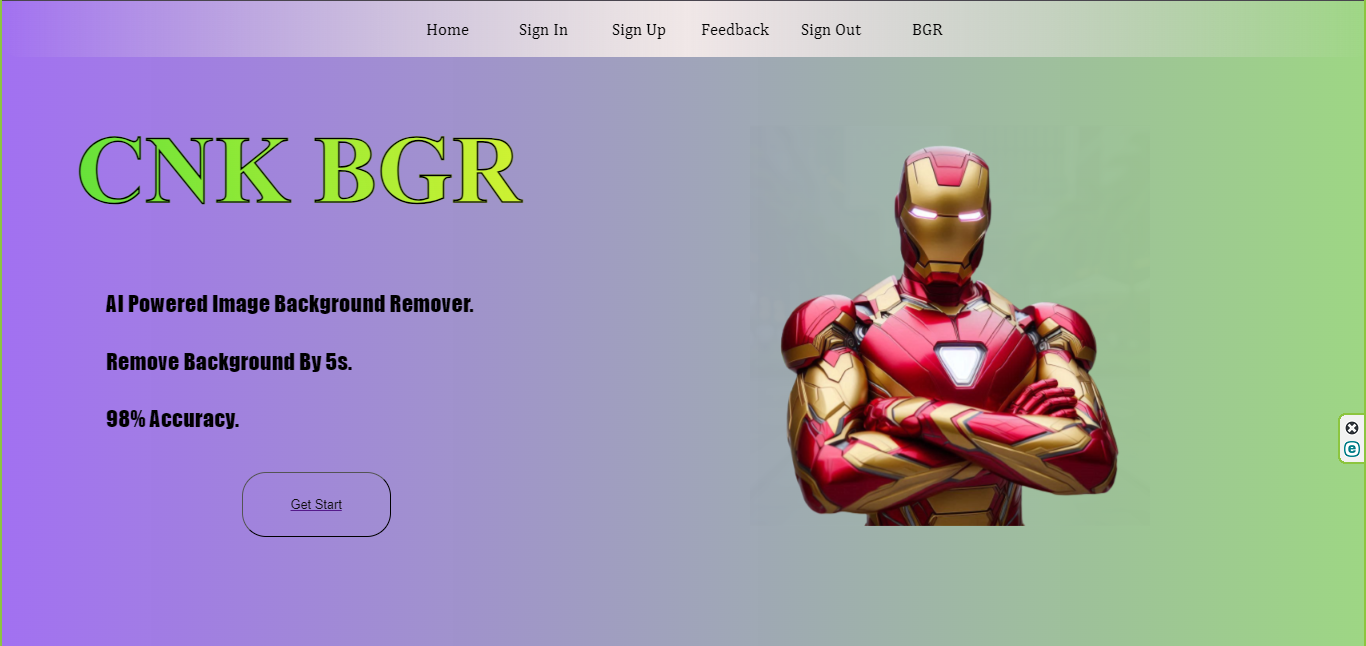 Home Sign In Sign Up Feedback Sign Out BGR
CNK BGR
AI Powered Image Background Remover.
Remove Background By 5s.
98% Accuracy.
Get Start
e